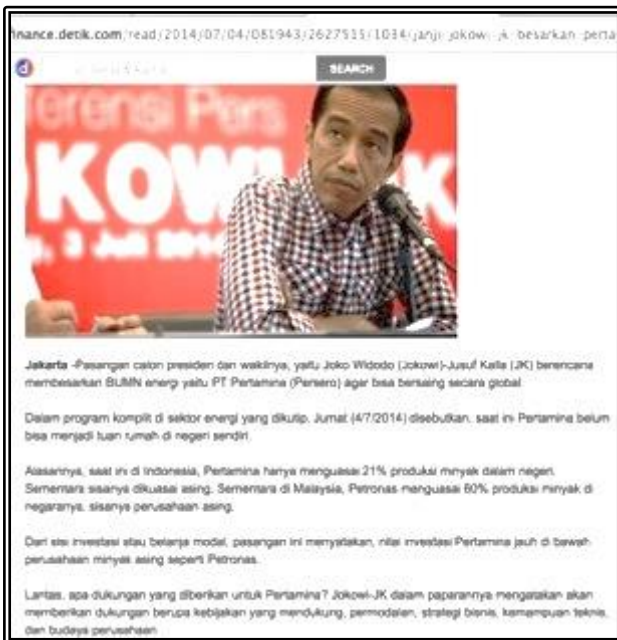 inance.detik.com/read/2014/07/04/081943/2627515/1034/janji-jokowi-jk-besarkan-perta
d
SEARCH
ferensi Pers
JOKOWI-JK
3 Juli 2014
Jakarta -Pasangan calon presiden dan wakilnya, yaitu Joko Widodo (Jokowi)-Jusuf Kalla (JK) berencana
membesarkan BUMN energi yaitu PT Pertamina (Persero) agar bisa bersaing secara global
Dalam program komplit di sektor energi yang dikutip, Jumat (4/7/2014) disebutkan, saat ini Pertamina belum
bisa menjadi tuan rumah di negeri sendiri.
Alasannya, saat ini di Indonesia, Pertamina hanya menguasai 21% produksi minyak dalam negeri.
Sementara sisanya dikuasai asing. Sementara di Malaysia, Petronas menguasai 60% produksi minyak di
negaranya, sisanya perusahaan asing.
Dari sisi investasi atau belanja modal, pasangan ini menyatakan, nilai investasi Pertamina jauh di bawah
perusahaan minyak asing seperti Petronas.
Lantas, apa dukungan yang diberikan untuk Pertamina? Jokowi-JK dalam paparannya mengatakan akan
memberikan dukungan berupa kebijakan yang mendukung, permodalan, strategi bisnis, kemampuan teknis,
dan budaya perusahaan